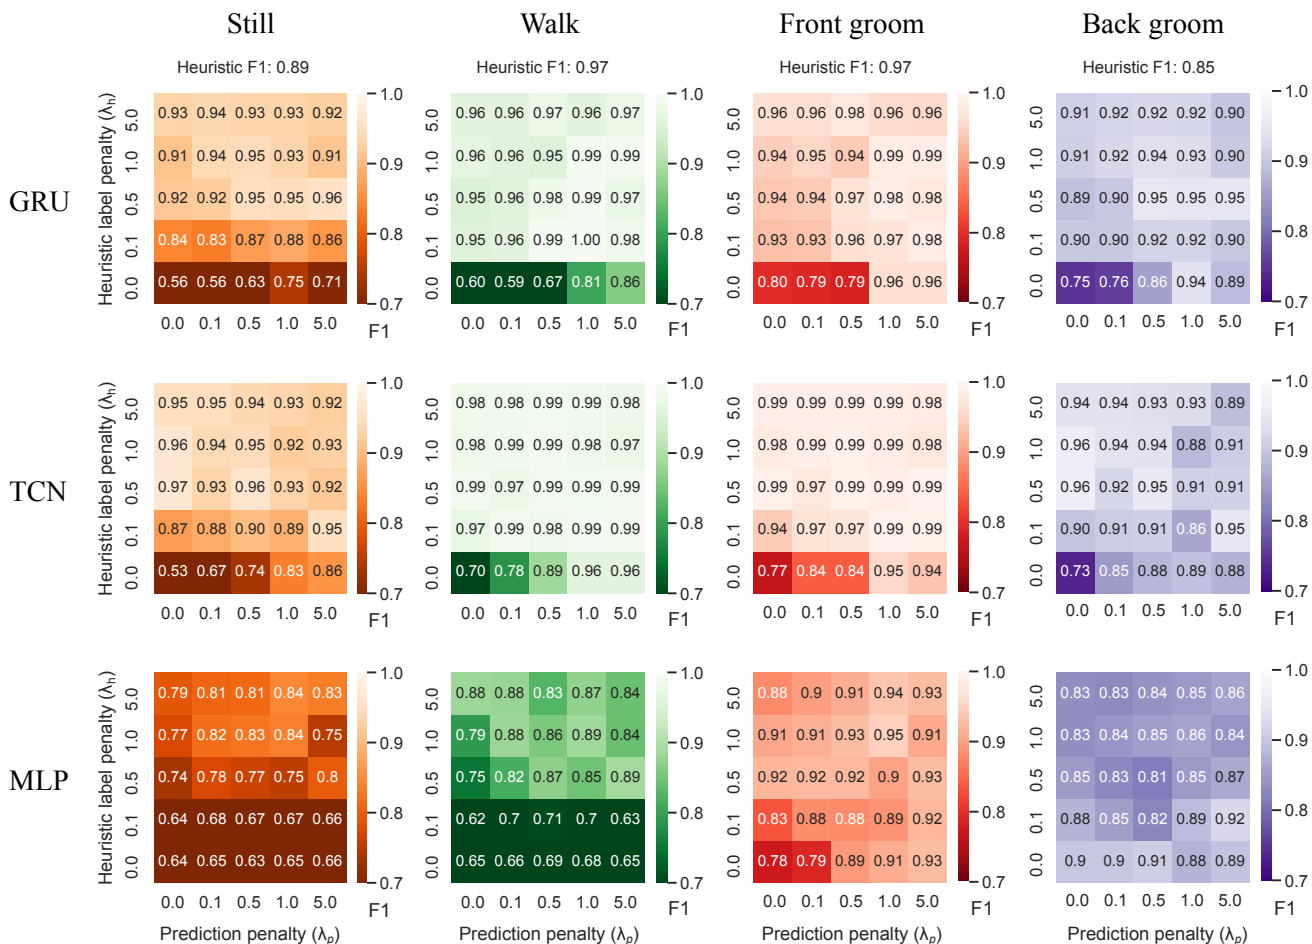 Still Walk Front groom Back groom
Heuristic F1: 0.89 Heuristic F1: 0.97 Heuristic F1: 0.97 Heuristic F1: 0.85
GRU
Heuristic label penalty (λh)
5.0 0.93 0.94 0.93 0.93 0.92 0.96 0.96 0.97 0.96 0.97 0.96 0.96 0.98 0.96 0.96 0.91 0.92 0.92 0.92 0.90
1.0 0.91 0.94 0.95 0.93 0.91 0.96 0.96 0.95 0.99 0.99 0.94 0.95 0.94 0.99 0.99 0.91 0.92 0.94 0.93 0.90
0.5 0.92 0.92 0.95 0.95 0.96 0.95 0.96 0.98 0.99 0.97 0.94 0.94 0.97 0.98 0.98 0.89 0.90 0.95 0.95 0.95
0.1 0.84 0.83 0.87 0.88 0.86 0.95 0.96 0.99 1.00 0.98 0.93 0.93 0.96 0.97 0.98 0.90 0.90 0.92 0.92 0.90
0.0 0.56 0.56 0.63 0.75 0.71 0.60 0.59 0.67 0.81 0.86 0.80 0.79 0.79 0.96 0.96 0.75 0.76 0.86 0.94 0.89
0.0 0.1 0.5 1.0 5.0 0.0 0.1 0.5 1.0 5.0 0.0 0.1 0.5 1.0 5.0 0.0 0.1 0.5 1.0 5.0
1.0 0.9 0.8 0.7 F1 1.0 0.9 0.8 0.7 F1 1.0 0.9 0.8 0.7 F1 1.0 0.9 0.8 0.7 F1
TCN
Heuristic label penalty (λh)
5.0 0.95 0.95 0.94 0.93 0.92 0.98 0.98 0.99 0.99 0.98 0.99 0.99 0.99 0.99 0.98 0.94 0.94 0.93 0.93 0.89
1.0 0.96 0.94 0.95 0.92 0.93 0.98 0.99 0.99 0.98 0.97 0.98 0.99 0.99 0.99 0.98 0.96 0.94 0.94 0.88 0.91
0.5 0.97 0.93 0.96 0.93 0.93 0.99 0.97 0.99 0.99 0.99 0.99 0.97 0.99 0.99 0.99 0.96 0.92 0.95 0.91 0.91
0.1 0.87 0.88 0.90 0.89 0.95 0.97 0.99 0.98 0.99 0.99 0.94 0.97 0.97 0.99 0.99 0.90 0.91 0.91 0.86 0.95
0.0 0.53 0.67 0.74 0.83 0.86 0.70 0.78 0.89 0.96 0.96 0.77 0.84 0.84 0.95 0.94 0.73 0.85 0.88 0.89 0.88
0.0 0.1 0.5 1.0 5.0 0.0 0.1 0.5 1.0 5.0 0.0 0.1 0.5 1.0 5.0 0.0 0.1 0.5 1.0 5.0
1.0 0.9 0.8 0.7 F1 1.0 0.9 0.8 0.7 F1 1.0 0.9 0.8 0.7 F1 1.0 0.9 0.8 0.7 F1
MLP
Heuristic label penalty (λh)
5.0 0.79 0.81 0.81 0.84 0.83 0.88 0.88 0.83 0.87 0.84 0.88 0.9 0.91 0.94 0.93 0.83 0.83 0.84 0.85 0.86
1.0 0.77 0.82 0.83 0.84 0.75 0.79 0.88 0.86 0.89 0.84 0.91 0.91 0.93 0.95 0.91 0.83 0.84 0.85 0.86 0.84
0.5 0.74 0.78 0.77 0.75 0.8 0.75 0.82 0.87 0.85 0.89 0.92 0.92 0.92 0.9 0.93 0.85 0.83 0.81 0.85 0.87
0.1 0.64 0.68 0.67 0.67 0.66 0.62 0.7 0.71 0.7 0.63 0.83 0.88 0.88 0.89 0.92 0.88 0.85 0.82 0.89 0.92
0.0 0.64 0.65 0.63 0.65 0.66 0.65 0.66 0.69 0.68 0.65 0.78 0.79 0.89 0.91 0.93 0.9 0.9 0.91 0.88 0.89
0.0 0.1 0.5 1.0 5.0 0.0 0.1 0.5 1.0 5.0 0.0 0.1 0.5 1.0 5.0 0.0 0.1 0.5 1.0 5.0
1.0 0.9 0.8 0.7 F1 1.0 0.9 0.8 0.7 F1 1.0 0.9 0.8 0.7 F1 1.0 0.9 0.8 0.7 F1
Prediction penalty (λp) Prediction penalty (λp) Prediction penalty (λp) Prediction penalty (λp)